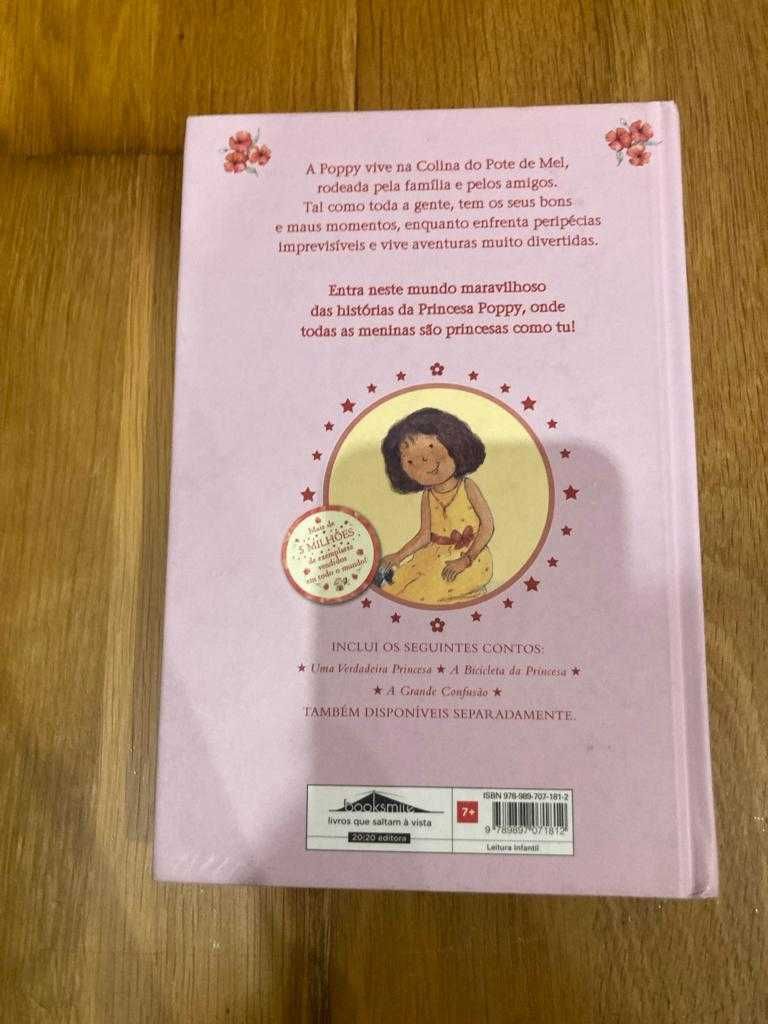 A Poppy vive na Colina do Pote de Mel,
rodeada pela família e pelos amigos.
Tal como toda a gente, tem os seus bons
e maus momentos, enquanto enfrenta peripécias
imprevisíveis e vive aventuras muito divertidas.
Entra neste mundo maravilhoso
das histórias da Princesa Poppy, onde
todas as meninas são princesas como tu!
Mais de
5 MILHÕES
de exemplares
vendidos
em todo o mundo!
INCLUI OS SEGUINTES CONTOS:
★ Uma Verdadeira Princesa ★ A Bicicleta da Princesa ★
★ A Grande Confusão ★
TAMBÉM DISPONÍVEIS SEPARADAMENTE.
booksmile
livros que saltam à vista
20:20 editora
7+
ISBN 978-989-707-181-2
9 789897 071812
Leitura Infantil